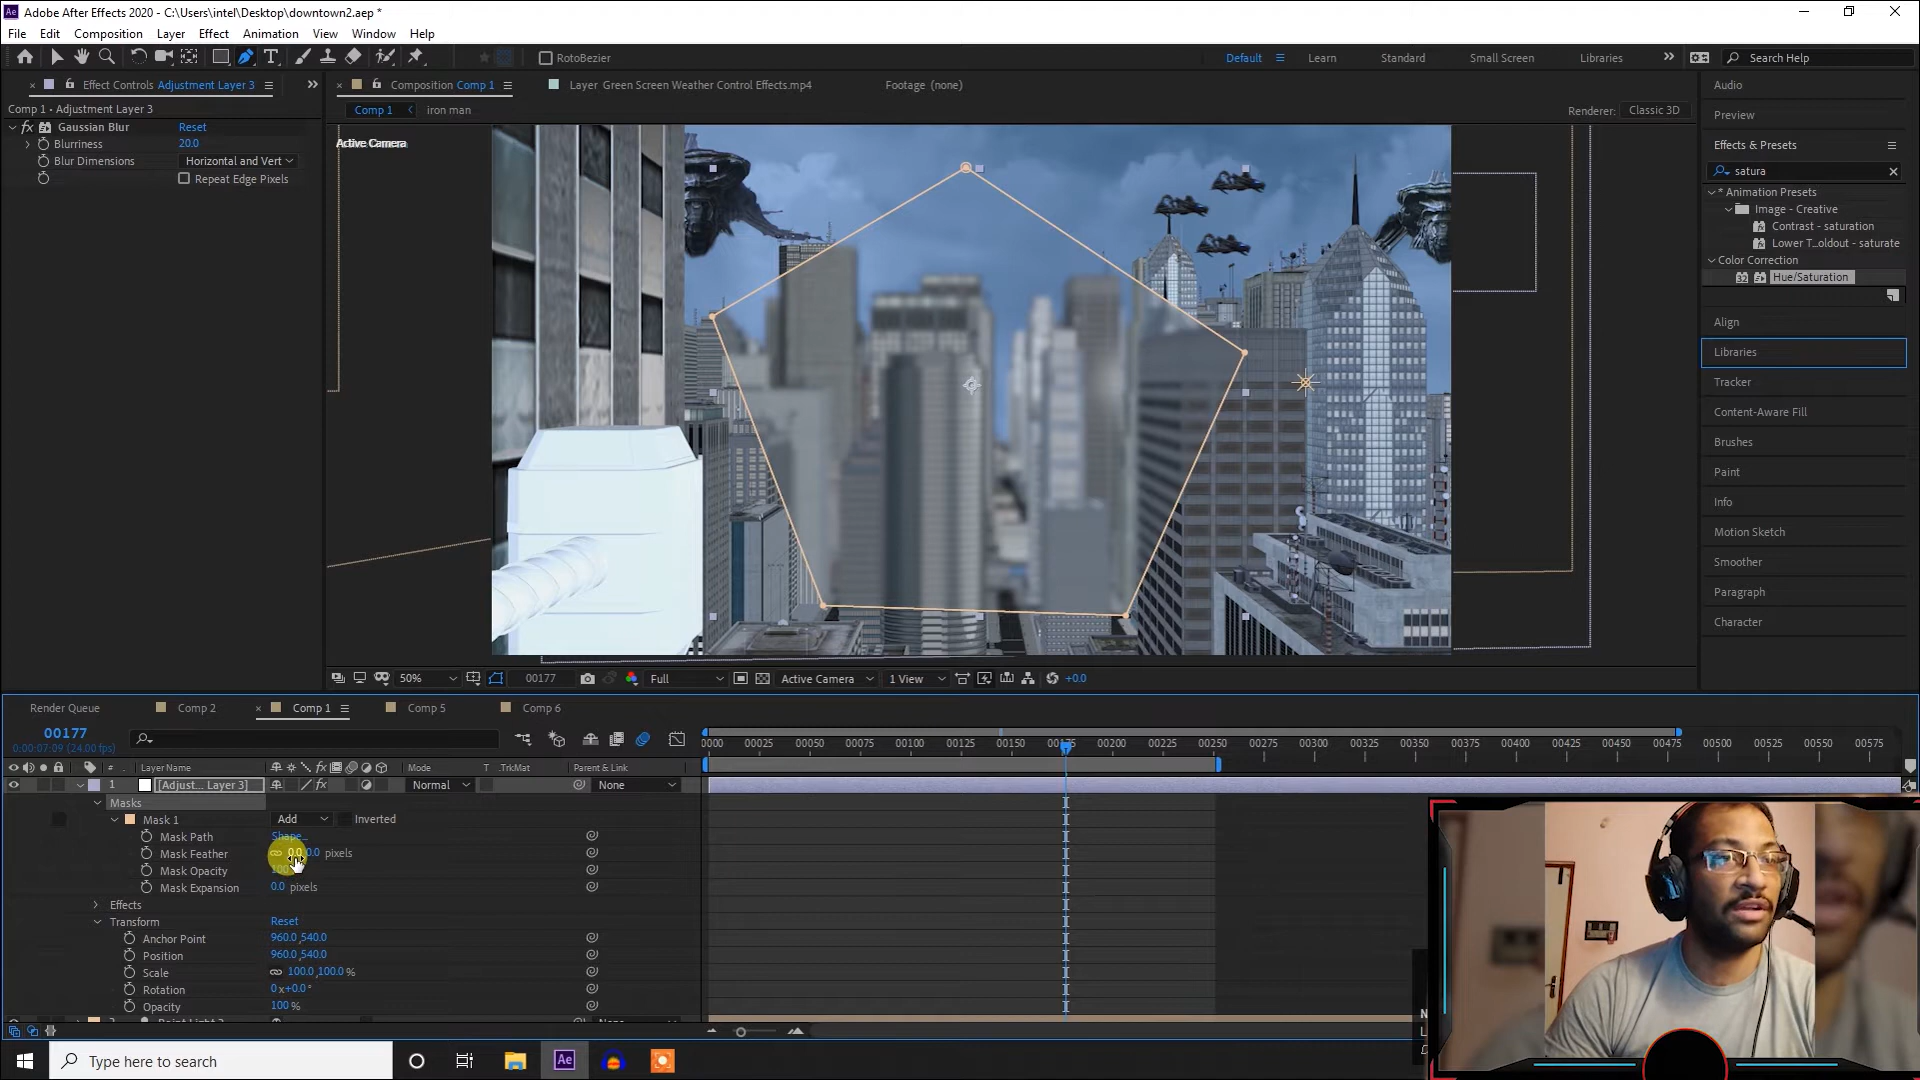 Adobe After Effects 2020 - C:\Users\intel\Desktop\downtown2.aep *
File Edit Composition Layer Effect Animation View Window Help
RotoBezier
Default Learn Standard Small Screen Libraries
Search Help
Effect Controls Adjustment Layer 3
Composition Comp 1
Layer Green Screen Weather Control Effects.mp4
Footage (none)
Comp 1 • Adjustment Layer 3
Comp 1 iron man
Renderer: Classic 3D
fx Gaussian Blur Reset
Blurriness 20.0
Blur Dimensions Horizontal and Vert
Repeat Edge Pixels
Active Camera
Audio
Preview
Effects & Presets
satura
* Animation Presets
Image - Creative
Contrast - saturation
Lower T...oldout - saturate
Color Correction
32 Hue/Saturation
Align
Libraries
Tracker
Content-Aware Fill
Brushes
Paint
Info
Motion Sketch
Smoother
Paragraph
Character
50% 00177 Full Active Camera 1 View +0.0
Render Queue Comp 2 Comp 1 Comp 5 Comp 6
00177
0:00:07:09 (24.00 fps)
0000 00025 00050 00075 00100 00125 00150 00175 00200 00225 00250 00275 00300 00325 00350 00375 00400 00425 00450 00475 00500 00525 00550 00575
# Layer Name fx Mode T .TrkMat Parent & Link
1 [Adjust... Layer 3] fx Normal None
Masks
Mask 1 Add Inverted
Mask Path Shape...
Mask Feather 0.0,0.0 pixels
Mask Opacity
Mask Expansion 0.0 pixels
Effects
Transform Reset
Anchor Point 960.0,540.0
Position 960.0,540.0
Scale 100.0,100.0%
Rotation 0x+0.0°
Opacity 100%
Type here to search
Ae